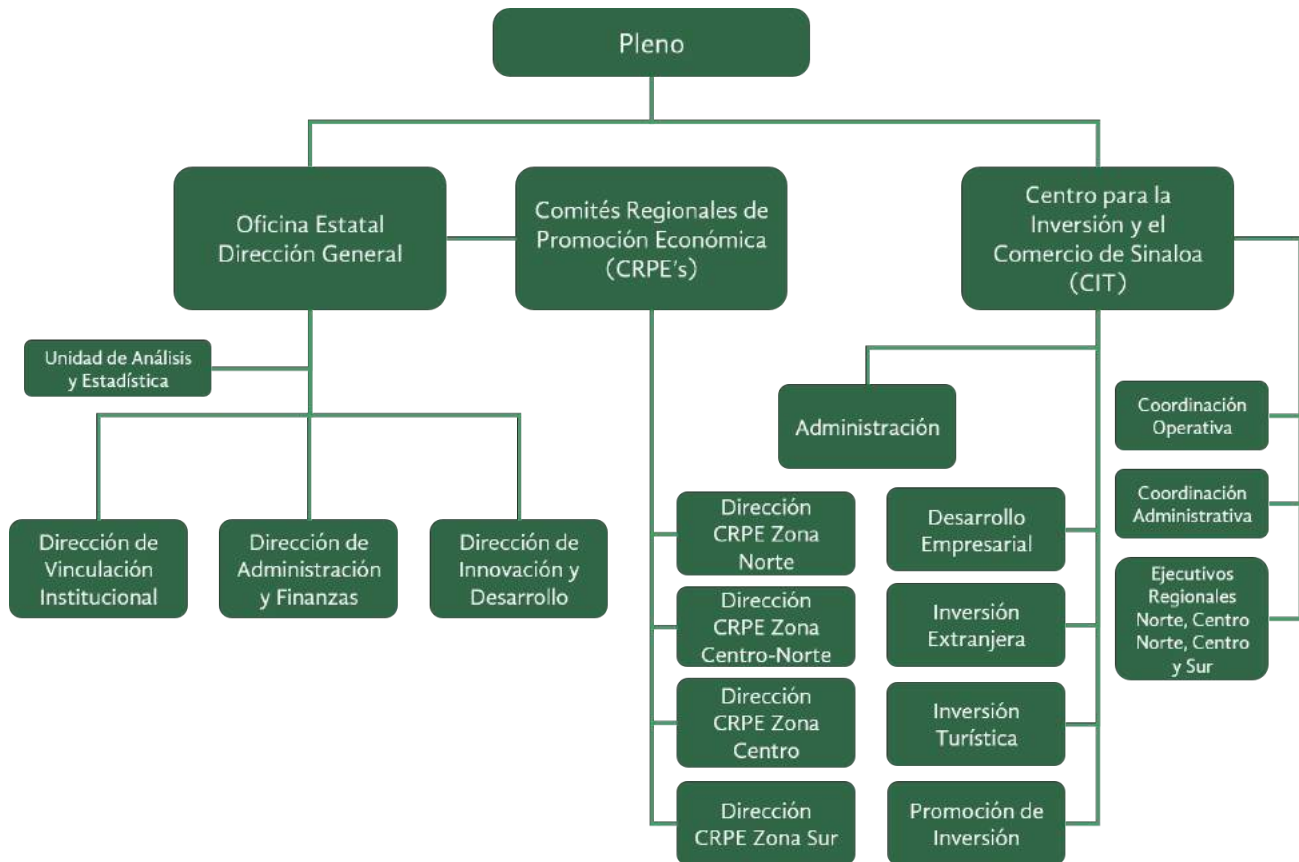 Pleno
Oficina Estatal
Dirección General
Comités Regionales de
Promoción Económica
(CRPE's)
Centro para la
Inversión y el
Comercio de Sinaloa
(CIT)
Unidad de Análisis
y Estadística
Administración
Coordinación
Operativa
Coordinación
Administrativa
Ejecutivos
Regionales
Norte, Centro
Norte, Centro
y Sur
Dirección de
Vinculación
Institucional
Dirección de
Administración
y Finanzas
Dirección de
Innovación y
Desarrollo
Dirección
CRPE Zona
Norte
Dirección
CRPE Zona
Centro-Norte
Dirección
CRPE Zona
Centro
Dirección
CRPE Zona Sur
Desarrollo
Empresarial
Inversión
Extranjera
Inversión
Turística
Promoción de
Inversión